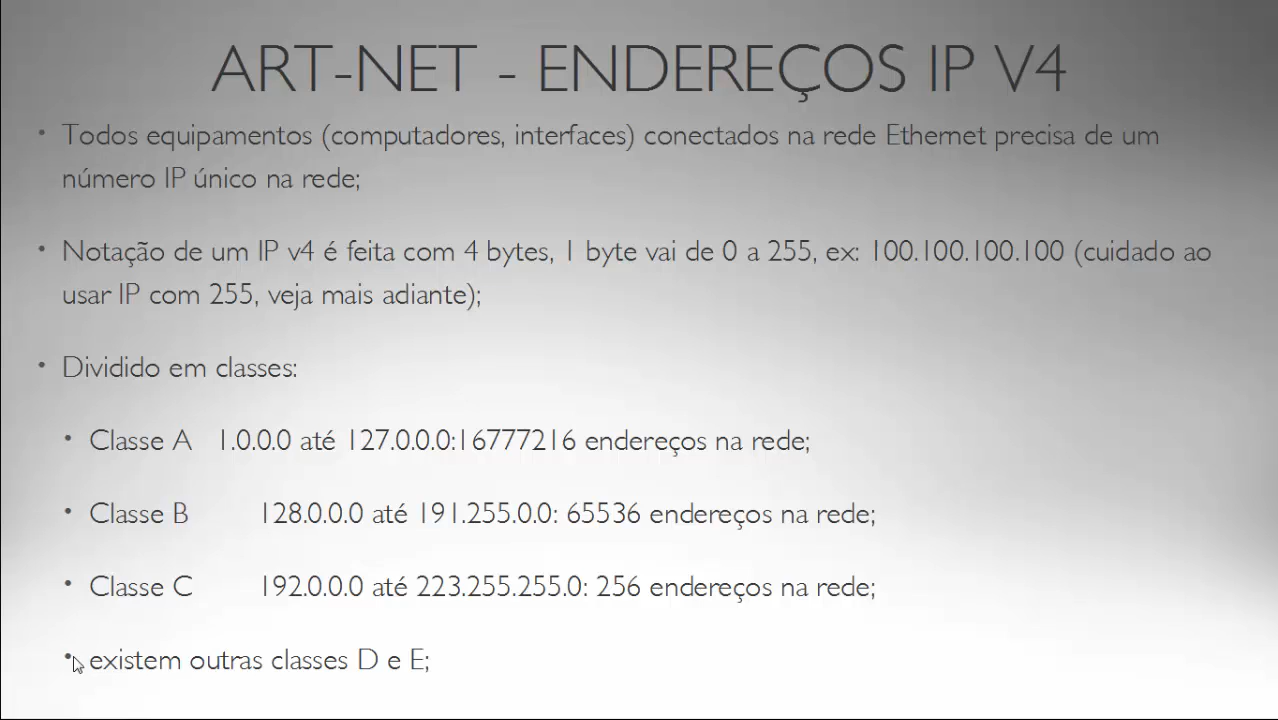 ART-NET - ENDEREÇOS IP V4
• Todos equipamentos (computadores, interfaces) conectados na rede Ethernet precisa de um
número IP único na rede;
• Notação de um IP v4 é feita com 4 bytes, 1 byte vai de 0 a 255, ex: 100.100.100.100 (cuidado ao
usar IP com 255, veja mais adiante);
• Dividido em classes:
• Classe A 1.0.0.0 até 127.0.0.0:16777216 endereços na rede;
• Classe B 128.0.0.0 até 191.255.0.0: 65536 endereços na rede;
• Classe C 192.0.0.0 até 223.255.255.0: 256 endereços na rede;
• existem outras classes D e E;